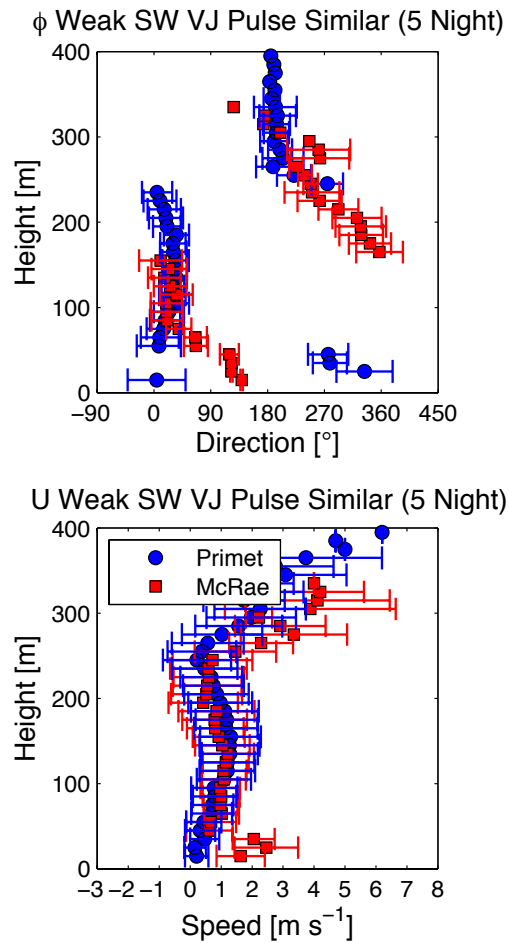 ϕ Weak SW VJ Pulse Similar (5 Night)
400
300
200
100
0
Height [m]
−90 0 90 180 270 360 450
Direction [°]
U Weak SW VJ Pulse Similar (5 Night)
400
300
200
100
0
Height [m]
Primet
McRae
−3 −2 −1 0 1 2 3 4 5 6 7 8
Speed [m s⁻¹]